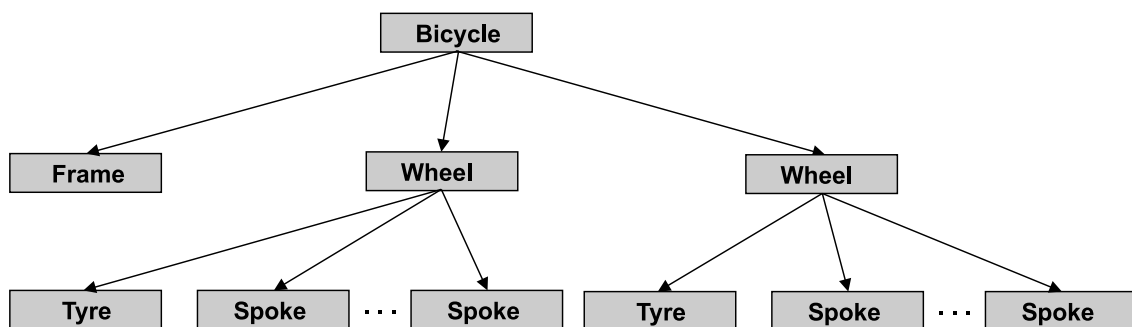 Bicycle
Frame
Wheel
Wheel
Tyre
Spoke
. . .
Spoke
Tyre
Spoke
. . .
Spoke